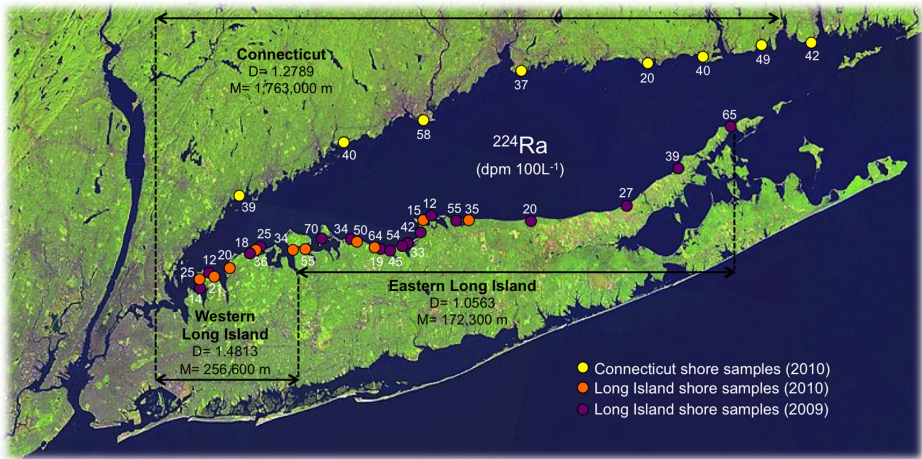 Connecticut
D= 1.2789
M= 1,763,000 m
42
49
40
20
37
58
40
39
224Ra
(dpm 100L-1)
65
39
27
20
35
55
12
15
42
33
54
45
64
19
50
34
70
55
34
25
36
18
20
12
21
25
14
Eastern Long Island
D= 1.0563
M= 172,300 m
Western
Long Island
D= 1.4813
M= 256,600 m
Connecticut shore samples (2010)
Long Island shore samples (2010)
Long Island shore samples (2009)